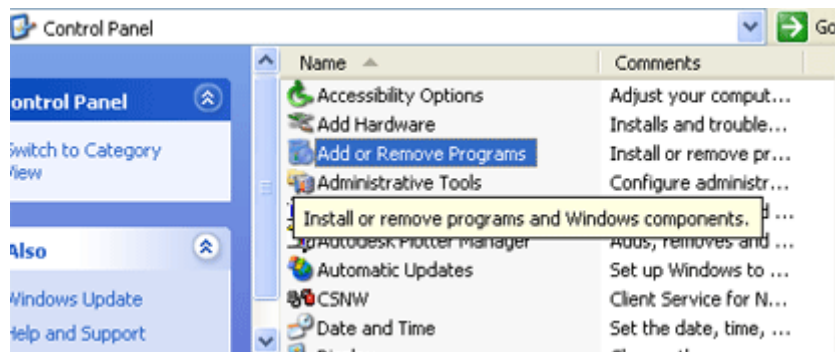 Control Panel
Go
ontrol Panel
Switch to Category
View
Also
Windows Update
Help and Support
Name Comments
Accessibility Options Adjust your comput...
Add Hardware Installs and trouble...
Add or Remove Programs Install or remove pr...
Administrative Tools Configure administr...
Install or remove programs and Windows components.
Autodesk Plotter Manager Adds, removes and ...
Automatic Updates Set up Windows to ...
CSNW Client Service for N...
Date and Time Set the date, time, ...